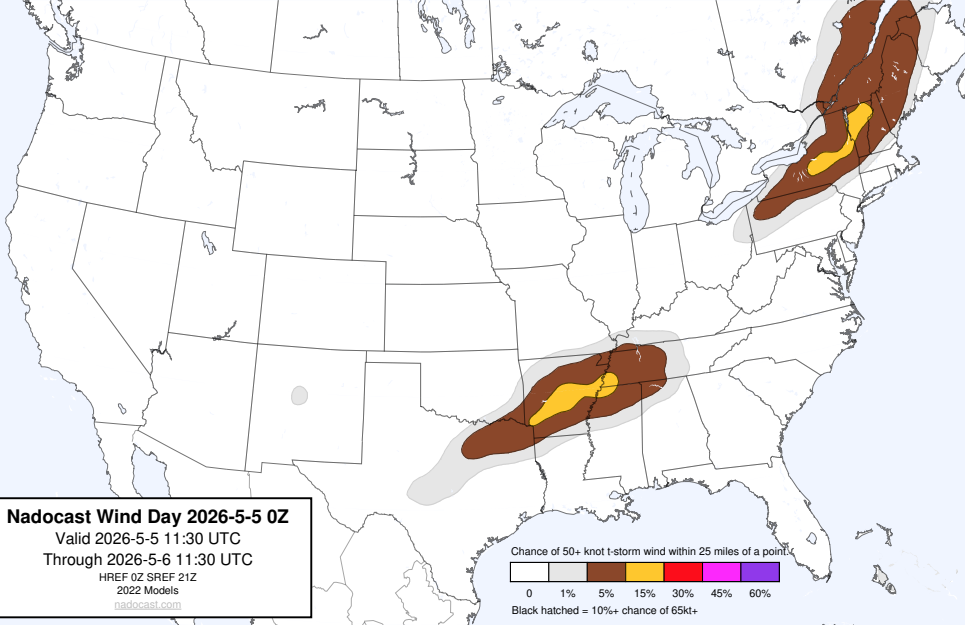 Nadocast Wind Day 2026-5-5 0Z
Valid 2026-5-5 11:30 UTC
Through 2026-5-6 11:30 UTC
HREF 0Z SREF 21Z
2022 Models
nadocast.com
Chance of 50+ knot t-storm wind within 25 miles of a point.
0 1% 5% 15% 30% 45% 60%
Black hatched = 10%+ chance of 65kt+